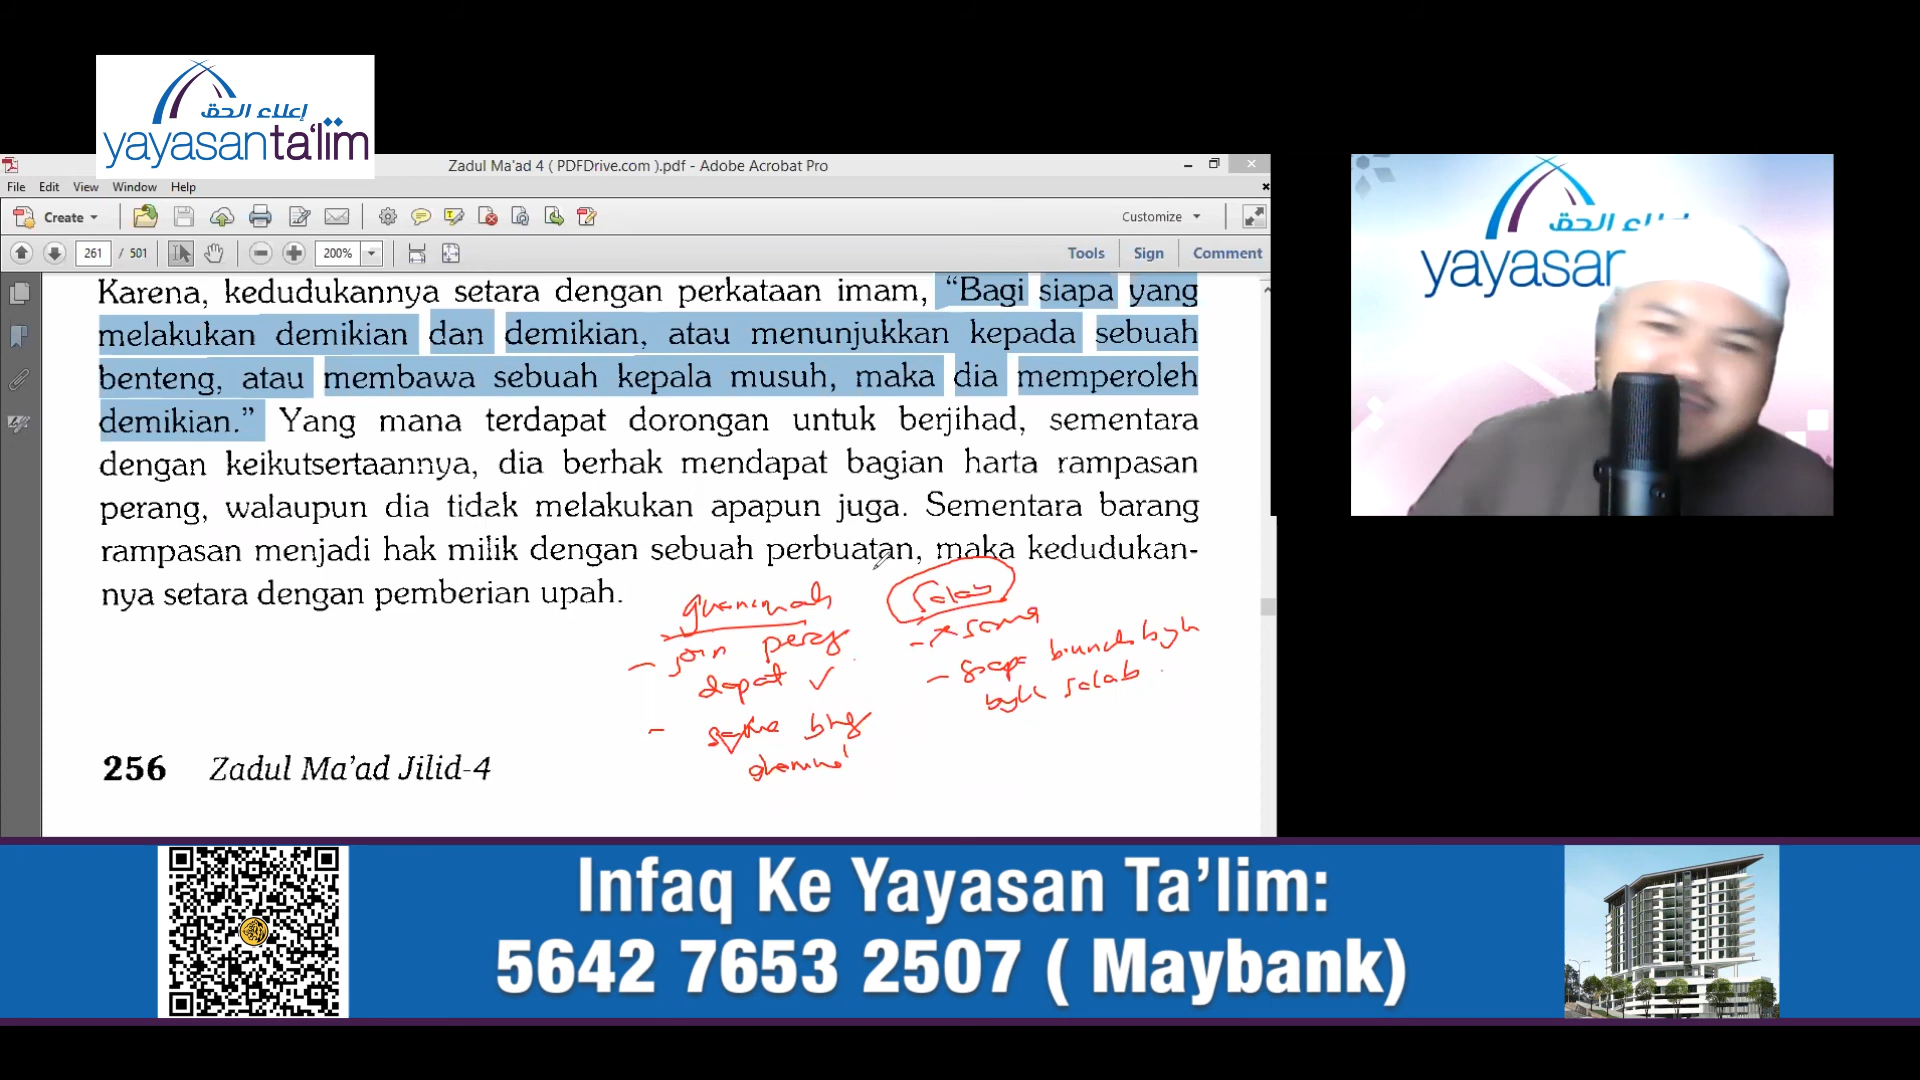 إعلاء الحق
yayasanta'lim
Zadul Ma'ad 4 ( PDFDrive.com ).pdf - Adobe Acrobat Pro
File Edit View Window Help
Create
Customize
261 / 501
200%
Tools Sign Comment
Karena, kedudukannya setara dengan perkataan imam, “Bagi siapa yang
melakukan demikian dan demikian, atau menunjukkan kepada sebuah
benteng, atau membawa sebuah kepala musuh, maka dia memperoleh
demikian.” Yang mana terdapat dorongan untuk berjihad, sementara
dengan keikutsertaannya, dia berhak mendapat bagian harta rampasan
perang, walaupun dia tidak melakukan apapun juga. Sementara barang
rampasan menjadi hak milik dengan sebuah perbuatan, maka kedudukan-
nya setara dengan pemberian upah.
ghanimah
- join perang
dapat ✓
salab
- x sama
- siapa bunuh byk
byk salab
256 Zadul Ma'ad Jilid-4
إعلاء الحق
yayasan
Infaq Ke Yayasan Ta’lim:
5642 7653 2507 ( Maybank)